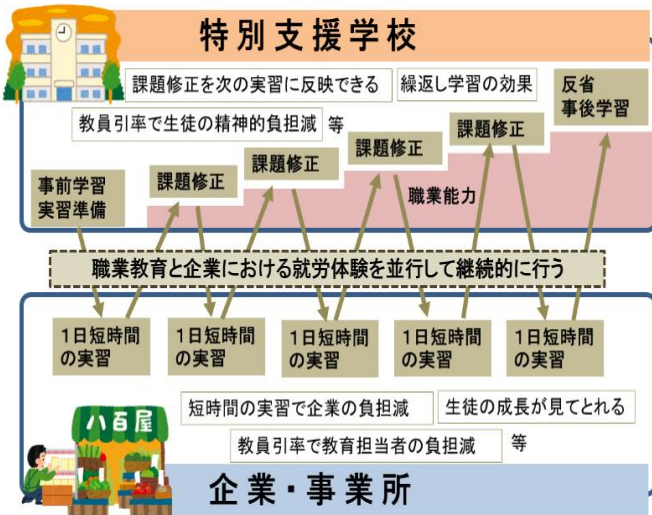 特別支援学校
課題修正を次の実習に反映できる
繰返し学習の効果
教員引率で生徒の精神的負担減 等
反省
事後学習
課題修正
課題修正
課題修正
課題修正
事前学習
実習準備
職業能力
職業教育と企業における就労体験を並行して継続的に行う
1日短時間
の実習
1日短時間
の実習
1日短時間
の実習
1日短時間
の実習
1日短時間
の実習
短時間の実習で企業の負担減
生徒の成長が見てとれる
教員引率で教育担当者の負担減 等
八百屋
企業・事業所